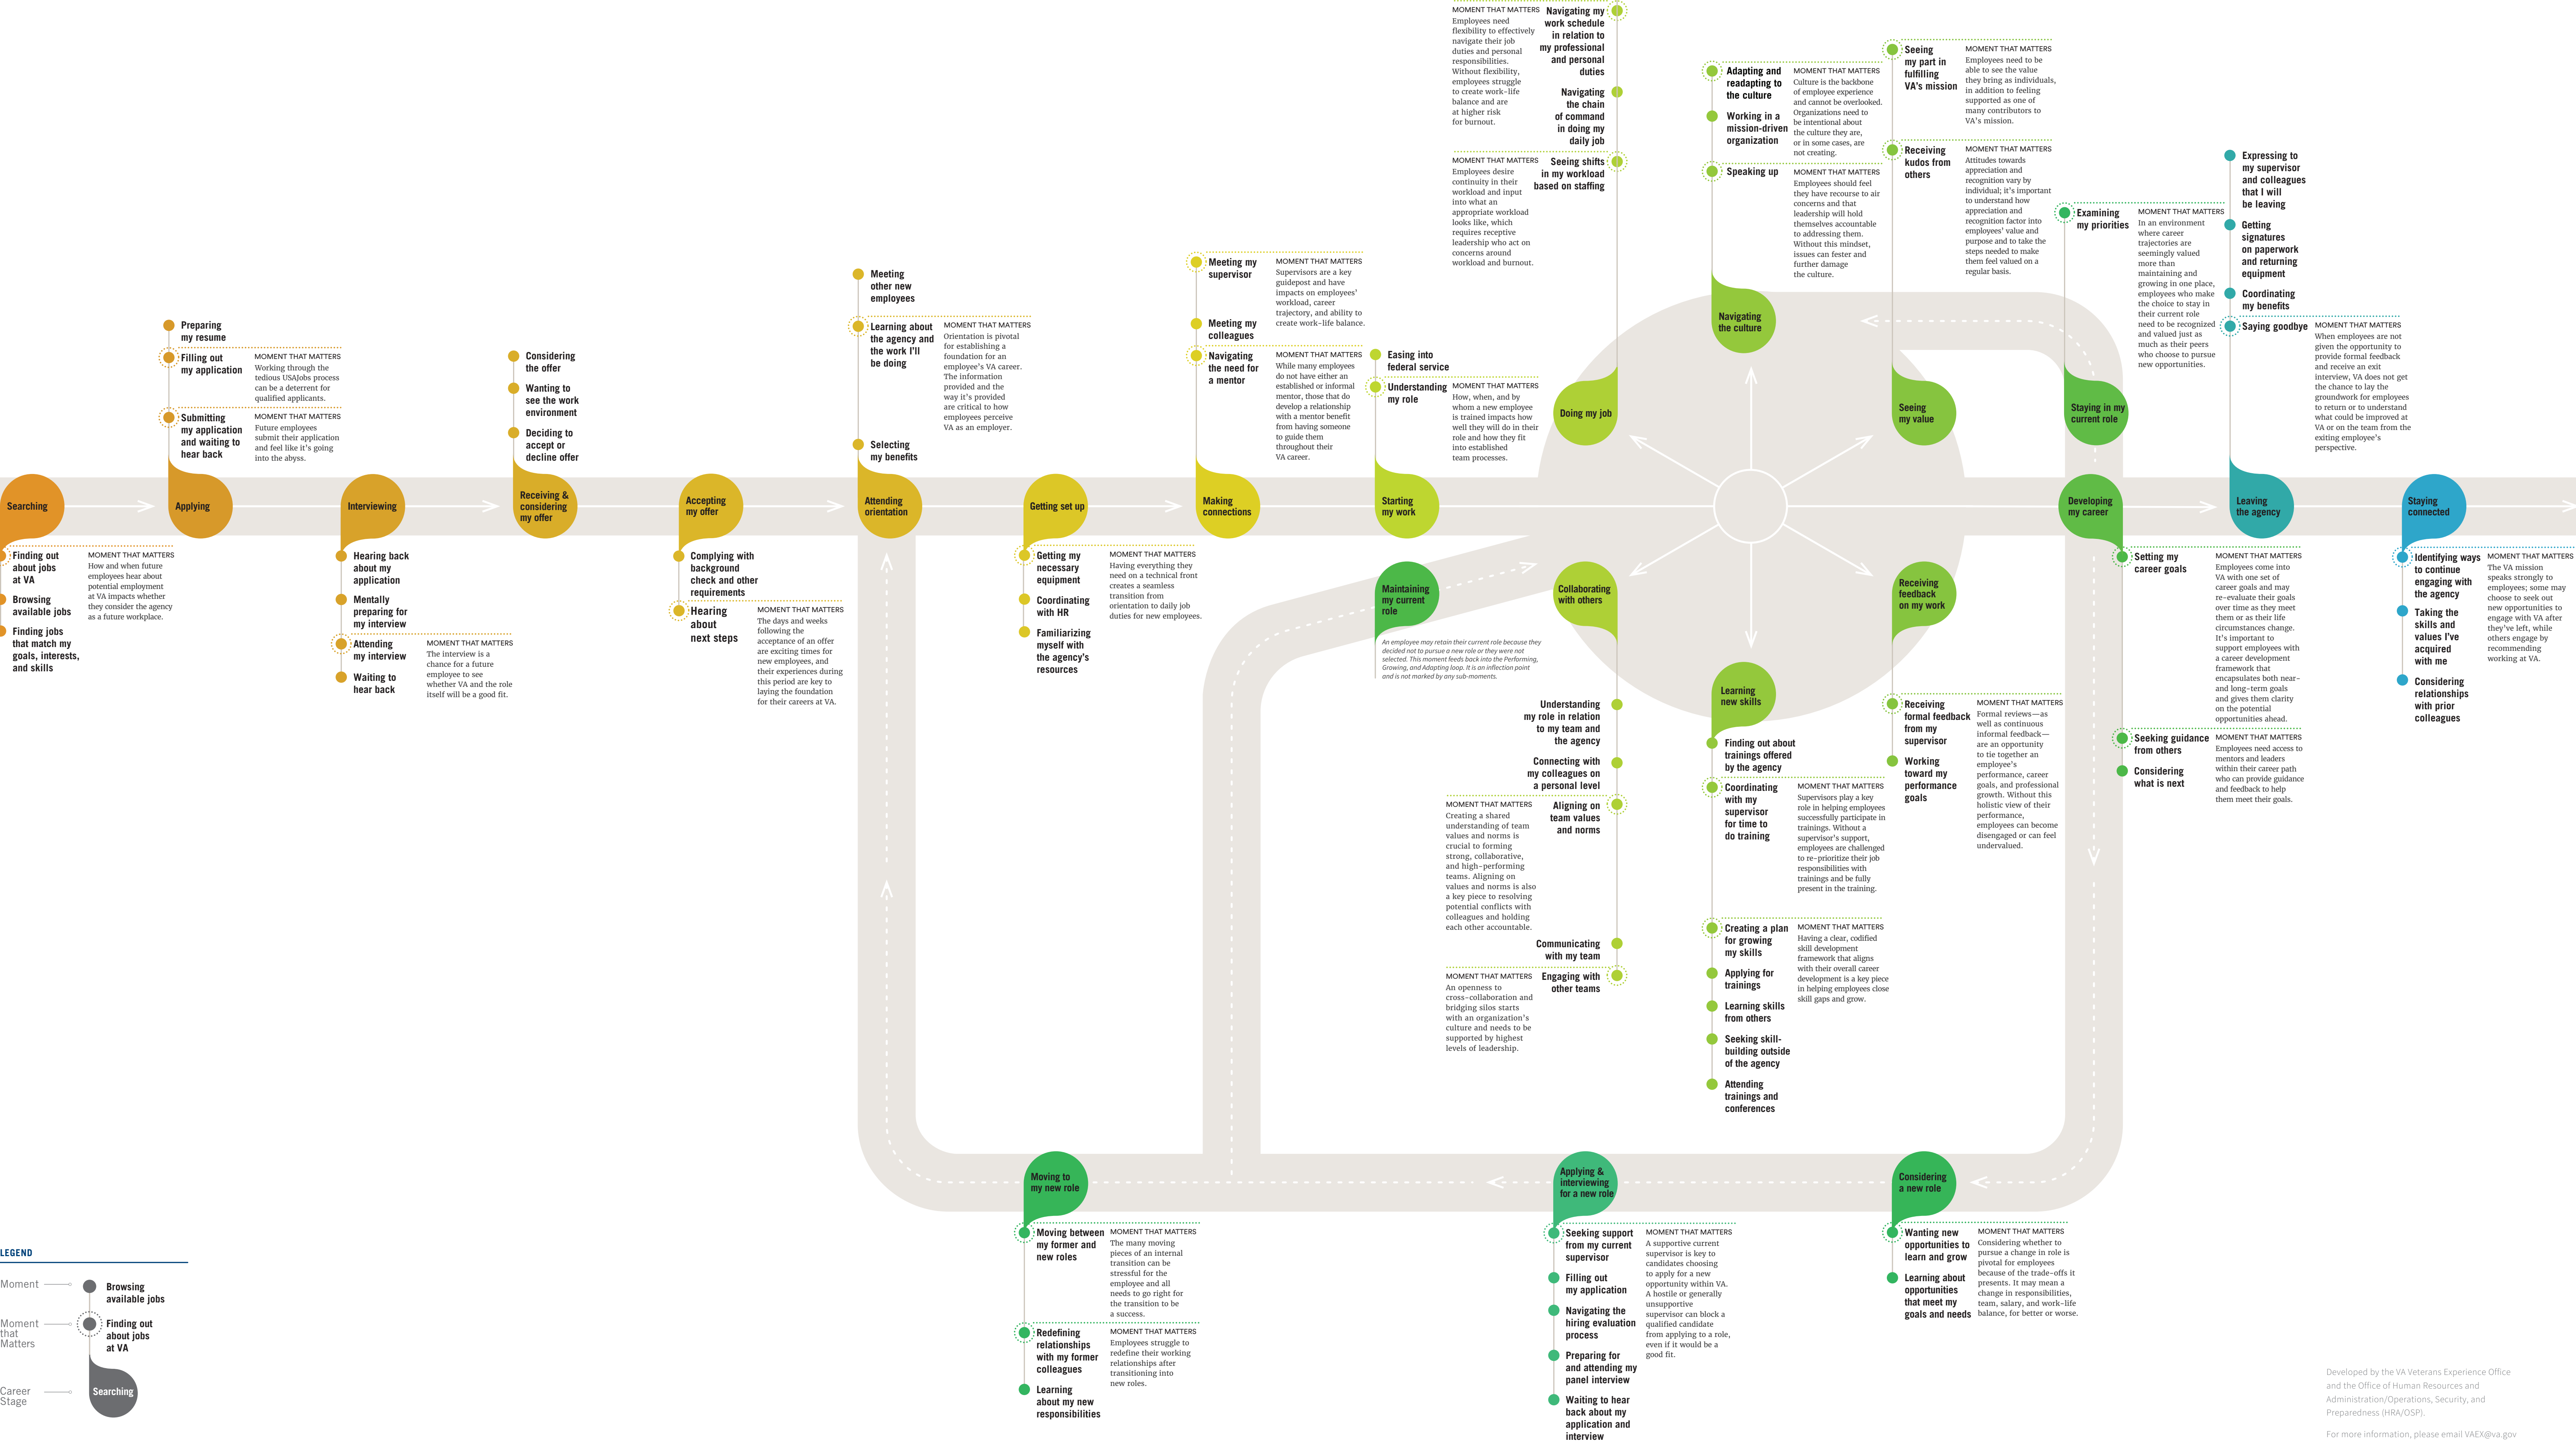 Searching
Finding out
about jobs
at VA
MOMENT THAT MATTERS
How and when future
employees hear about
potential employment
at VA impacts whether
they consider the agency
as a future workplace.
Browsing
available jobs
Finding jobs
that match my
goals, interests,
and skills
Preparing
my resume
Filling out
my application
MOMENT THAT MATTERS
Working through the
tedious USAJobs process
can be a deterrent for
qualified applicants.
Submitting
my application
and waiting to
hear back
MOMENT THAT MATTERS
Future employees
submit their application
and feel like it's going
into the abyss.
Applying
Interviewing
Hearing back
about my
application
Mentally
preparing for
my interview
Attending
my interview
MOMENT THAT MATTERS
The interview is a
chance for a future
employee to see
whether VA and the role
itself will be a good fit.
Waiting to
hear back
Considering
the offer
Wanting to
see the work
environment
Deciding to
accept or
decline offer
Receiving &
considering
my offer
Accepting
my offer
Complying with
background
check and other
requirements
Hearing
about
next steps
MOMENT THAT MATTERS
The days and weeks
following the
acceptance of an offer
are exciting times for
new employees, and
their experiences during
this period are key to
laying the foundation
for their careers at VA.
Meeting
other new
employees
Learning about
the agency and
the work I'll
be doing
MOMENT THAT MATTERS
Orientation is pivotal
for establishing a
foundation for an
employee's VA career.
The information
provided and the
way it's provided
are critical to how
employees perceive
VA as an employer.
Selecting
my benefits
Attending
orientation
Getting set up
Getting my
necessary
equipment
MOMENT THAT MATTERS
Having everything they
need on a technical front
creates a seamless
transition from
orientation to daily job
duties for new employees.
Coordinating
with HR
Familiarizing
myself with
the agency's
resources
Meeting my
supervisor
MOMENT THAT MATTERS
Supervisors are a key
guidepost and have
impacts on employees'
workload, career
trajectory, and ability to
create work-life balance.
Meeting my
colleagues
Navigating
the need for
a mentor
MOMENT THAT MATTERS
While many employees
do not have either an
established or informal
mentor, those that do
develop a relationship
with a mentor benefit
from having someone
to guide them
throughout their
VA career.
Making
connections
Easing into
federal service
Understanding
my role
MOMENT THAT MATTERS
How, when, and by
whom a new employee
is trained impacts how
well they will do in their
role and how they fit
into established
team processes.
Starting
my work
MOMENT THAT MATTERS
Employees need
flexibility to effectively
navigate their job
duties and personal
responsibilities.
Without flexibility,
employees struggle
to create work-life
balance and are
at higher risk
for burnout.
Navigating my
work schedule
in relation to
my professional
and personal
duties
Navigating
the chain
of command
in doing my
daily job
MOMENT THAT MATTERS
Employees desire
continuity in their
workload and input
into what an
appropriate workload
looks like, which
requires receptive
leadership who act on
concerns around
workload and burnout.
Seeing shifts
in my workload
based on staffing
Doing my job
Adapting and
readapting to
the culture
MOMENT THAT MATTERS
Culture is the backbone
of employee experience
and cannot be overlooked.
Organizations need to
be intentional about
the culture they are,
or in some cases, are
not creating.
Working in a
mission-driven
organization
Speaking up
MOMENT THAT MATTERS
Employees should feel
they have recourse to air
concerns and that
leadership will hold
themselves accountable
to addressing them.
Without this mindset,
issues can fester and
further damage
the culture.
Navigating
the culture
Seeing
my part in
fulfilling
VA's mission
MOMENT THAT MATTERS
Employees need to be
able to see the value
they bring as individuals,
in addition to feeling
supported as one of
many contributors to
VA's mission.
Receiving
kudos from
others
MOMENT THAT MATTERS
Attitudes towards
appreciation and
recognition vary by
individual; it's important
to understand how
appreciation and
recognition factor into
employees' value and
purpose and to take the
steps needed to make
them feel valued on a
regular basis.
Seeing
my value
Examining
my priorities
MOMENT THAT MATTERS
In an environment
where career
trajectories are
seemingly valued
more than
maintaining and
growing in one place,
employees who make
the choice to stay in
their current role
need to be recognized
and valued just as
much as their peers
who choose to pursue
new opportunities.
Staying in my
current role
Maintaining
my current
role
An employee may retain their current role because they
decided not to pursue a new role or they were not
selected. This moment feeds back into the Performing,
Growing, and Adapting loop. It is an inflection point
and is not marked by any sub-moments.
Collaborating
with others
Understanding
my role in relation
to my team and
the agency
Connecting with
my colleagues on
a personal level
MOMENT THAT MATTERS
Creating a shared
understanding of team
values and norms is
crucial to forming
strong, collaborative,
and high-performing
teams. Aligning on
values and norms is also
a key piece to resolving
potential conflicts with
colleagues and holding
each other accountable.
Aligning on
team values
and norms
Communicating
with my team
MOMENT THAT MATTERS
An openness to
cross-collaboration and
bridging silos starts
with an organization's
culture and needs to be
supported by highest
levels of leadership.
Engaging with
other teams
Learning
new skills
Finding out about
trainings offered
by the agency
Coordinating
with my
supervisor
for time to
do training
MOMENT THAT MATTERS
Supervisors play a key
role in helping employees
successfully participate in
trainings. Without a
supervisor's support,
employees are challenged
to re-prioritize their job
responsibilities with
trainings and be fully
present in the training.
Creating a plan
for growing
my skills
MOMENT THAT MATTERS
Having a clear, codified
skill development
framework that aligns
with their overall career
development is a key piece
in helping employees close
skill gaps and grow.
Applying for
trainings
Learning skills
from others
Seeking skill-
building outside
of the agency
Attending
trainings and
conferences
Receiving
feedback
on my work
Receiving
formal feedback
from my
supervisor
MOMENT THAT MATTERS
Formal reviews—as
well as continuous
informal feedback—
are an opportunity
to tie together an
employee's
performance, career
goals, and professional
growth. Without this
holistic view of their
performance,
employees can become
disengaged or can feel
undervalued.
Working
toward my
performance
goals
Developing
my career
Setting my
career goals
MOMENT THAT MATTERS
Employees come into
VA with one set of
career goals and may
re-evaluate their goals
over time as they meet
them or as their life
circumstances change.
It's important to
support employees with
a career development
framework that
encapsulates both near-
and long-term goals
and gives them clarity
on the potential
opportunities ahead.
Seeking guidance
from others
MOMENT THAT MATTERS
Employees need access to
mentors and leaders
within their career path
who can provide guidance
and feedback to help
them meet their goals.
Considering
what is next
Expressing to
my supervisor
and colleagues
that I will
be leaving
Getting
signatures
on paperwork
and returning
equipment
Coordinating
my benefits
Saying goodbye
MOMENT THAT MATTERS
When employees are not
given the opportunity to
provide formal feedback
and receive an exit
interview, VA does not get
the chance to lay the
groundwork for employees
to return or to understand
what could be improved at
VA or on the team from the
exiting employee's
perspective.
Leaving
the agency
Staying
connected
Identifying ways
to continue
engaging with
the agency
MOMENT THAT MATTERS
The VA mission
speaks strongly to
employees; some may
choose to seek out
new opportunities to
engage with VA after
they've left, while
others engage by
recommending
working at VA.
Taking the
skills and
values I've
acquired
with me
Considering
relationships
with prior
colleagues
Moving to
my new role
Moving between
my former and
new roles
MOMENT THAT MATTERS
The many moving
pieces of an internal
transition can be
stressful for the
employee and all
needs to go right for
the transition to be
a success.
Redefining
relationships
with my former
colleagues
MOMENT THAT MATTERS
Employees struggle to
redefine their working
relationships after
transitioning into
new roles.
Learning
about my new
responsibilities
Applying &
interviewing
for a new role
Seeking support
from my current
supervisor
MOMENT THAT MATTERS
A supportive current
supervisor is key to
candidates choosing
to apply for a new
opportunity within VA.
A hostile or generally
unsupportive
supervisor can block a
qualified candidate
from applying to a role,
even if it would be a
good fit.
Filling out
my application
Navigating the
hiring evaluation
process
Preparing for
and attending my
panel interview
Waiting to hear
back about my
application and
interview
Considering
a new role
Wanting new
opportunities to
learn and grow
MOMENT THAT MATTERS
Considering whether to
pursue a change in role is
pivotal for employees
because of the trade-offs it
presents. It may mean a
change in responsibilities,
team, salary, and work-life
balance, for better or worse.
Learning about
opportunities
that meet my
goals and needs
LEGEND
Moment
Browsing
available jobs
Moment
that
Matters
Finding out
about jobs
at VA
Career
Stage
Searching
Developed by the VA Veterans Experience Office
and the Office of Human Resources and
Administration/Operations, Security, and
Preparedness (HRA/OSP).
For more information, please email VAEX@va.gov